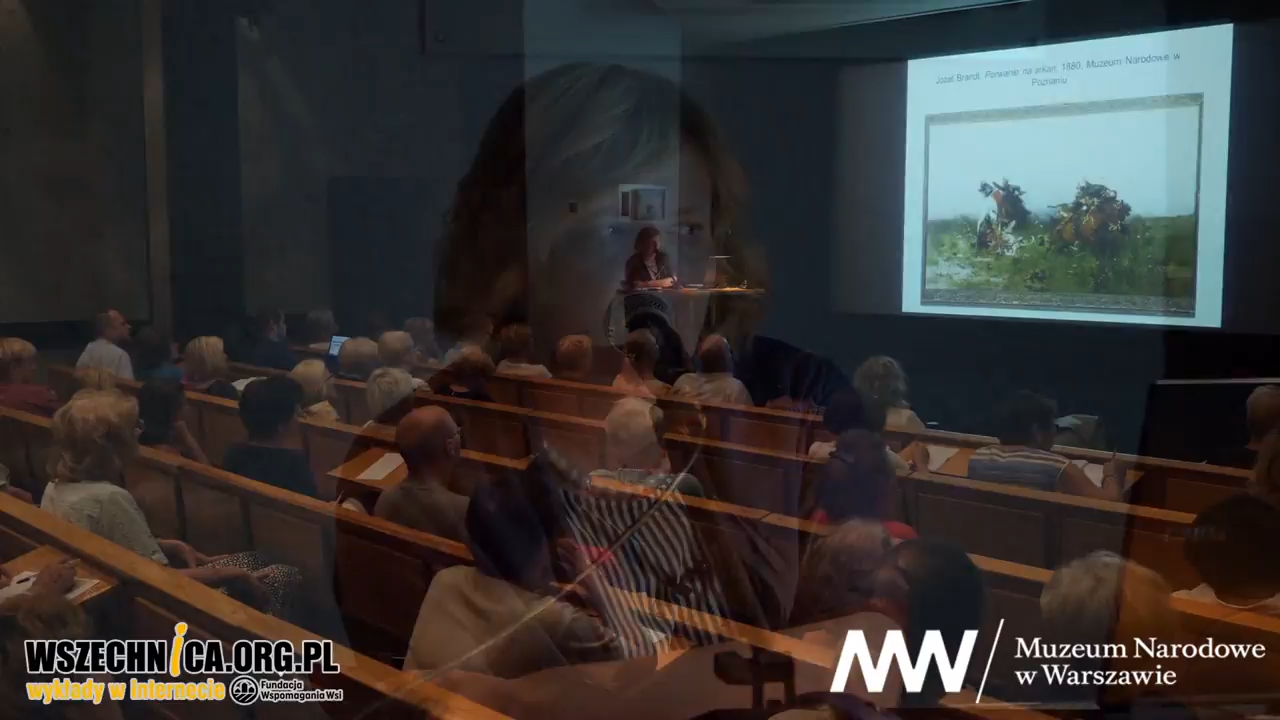 Józef Brandt, Porwanie na arkan, 1880, Muzeum Narodowe w
Poznaniu
WSZECHNICA.ORG.PL
wykłady w internecie
Fundacja
Wspomagania Wsi
Muzeum Narodowe
w Warszawie